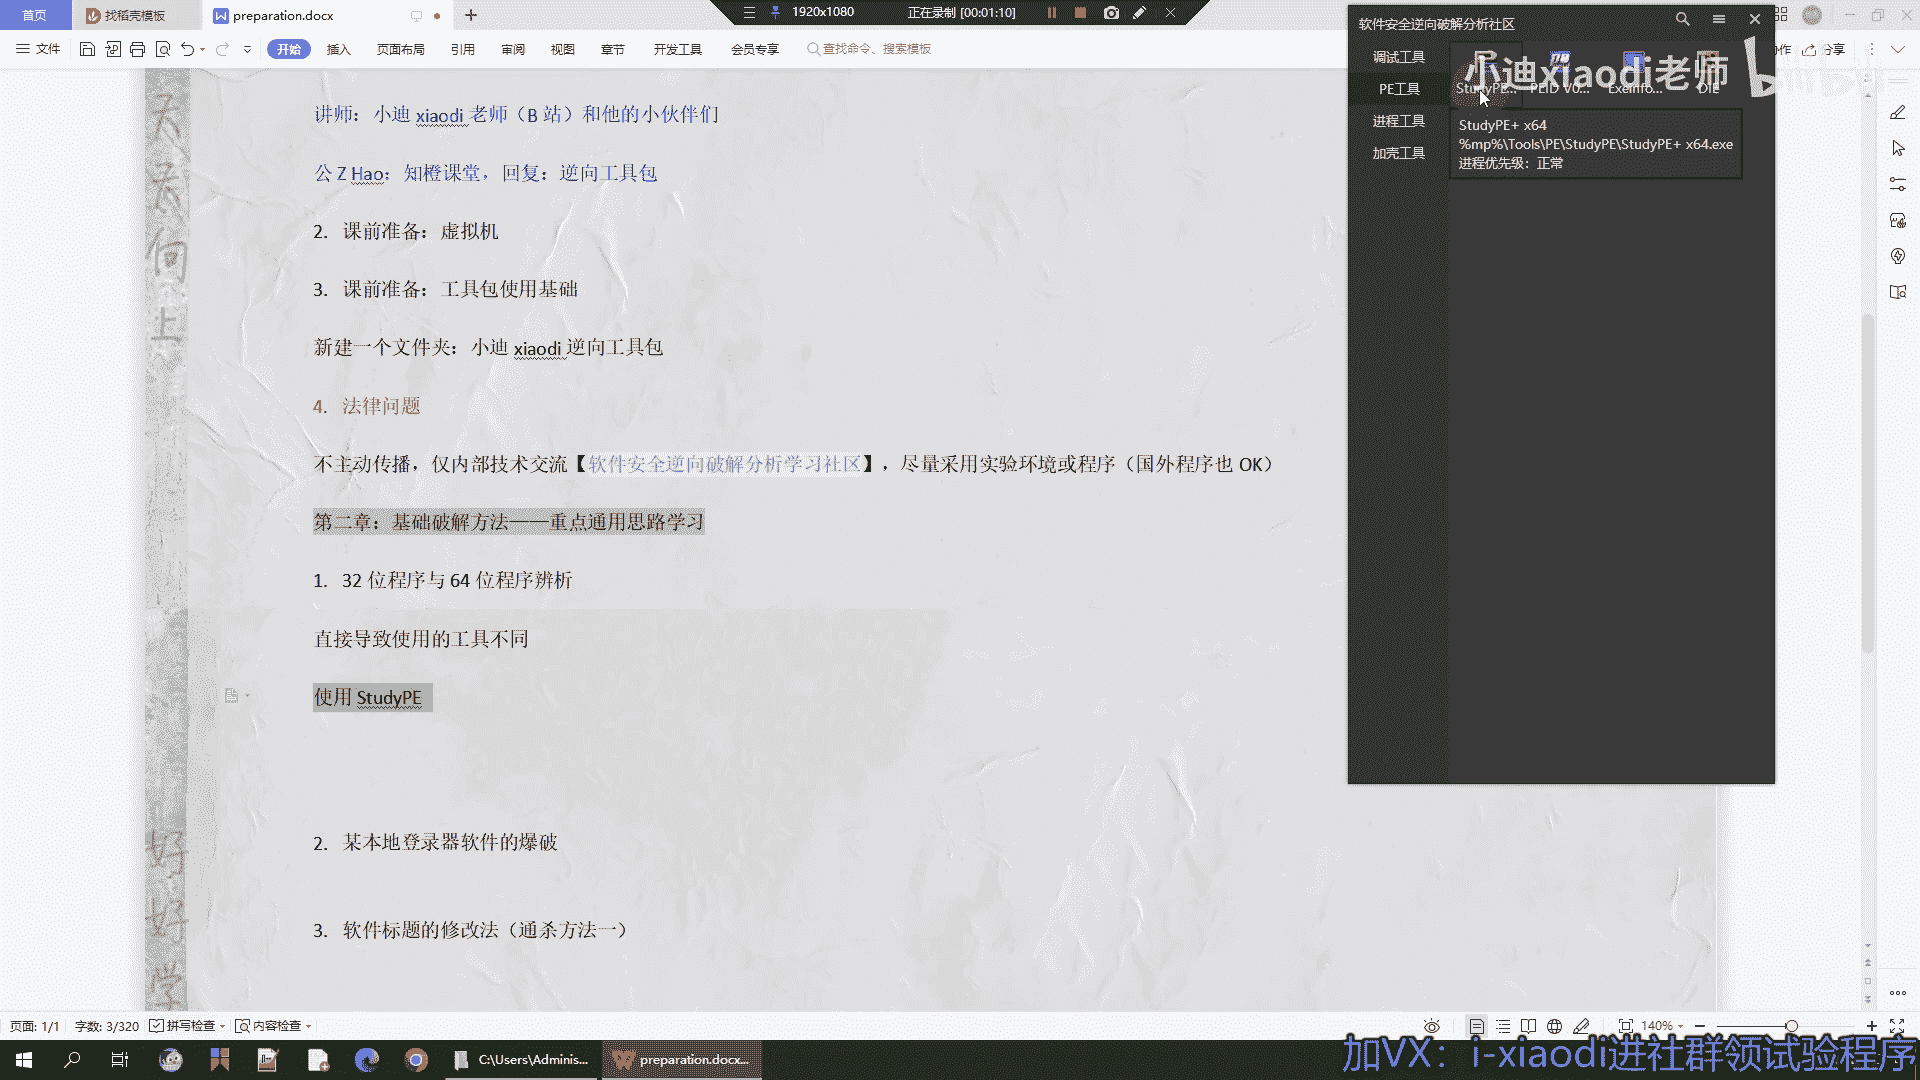 首页
找稻壳模板
preparation.docx
1920x1080
正在录制 [00:01:10]
文件
开始
插入
页面布局
引用
审阅
视图
章节
开发工具
会员专享
查找命令、搜索模板
分享
讲师：小迪 xiaodi 老师（B 站）和他的小伙伴们
公 Z Hao：知橙课堂，回复：逆向工具包
2. 课前准备：虚拟机
3. 课前准备：工具包使用基础
新建一个文件夹：小迪 xiaodi 逆向工具包
4. 法律问题
不主动传播，仅内部技术交流【软件安全逆向破解分析学习社区】，尽量采用实验环境或程序（国外程序也 OK）
第二章：基础破解方法——重点通用思路学习
1. 32 位程序与 64 位程序辨析
直接导致使用的工具不同
使用 StudyPE
2. 某本地登录器软件的爆破
3. 软件标题的修改法（通杀方法一）
软件安全逆向破解分析社区
调试工具
PE工具
进程工具
加壳工具
小迪xiaodi老师
StudyPE... PEID V0... ExeInfo... DIE
StudyPE+ x64
%mp%\Tools\PE\StudyPE\StudyPE+ x64.exe
进程优先级：正常
好
好
学
页面: 1/1
字数: 3/320
拼写检查
内容检查
140%
C:\Users\Adminis...
preparation.docx...
加VX：i-xiaodi进社群领试验程序